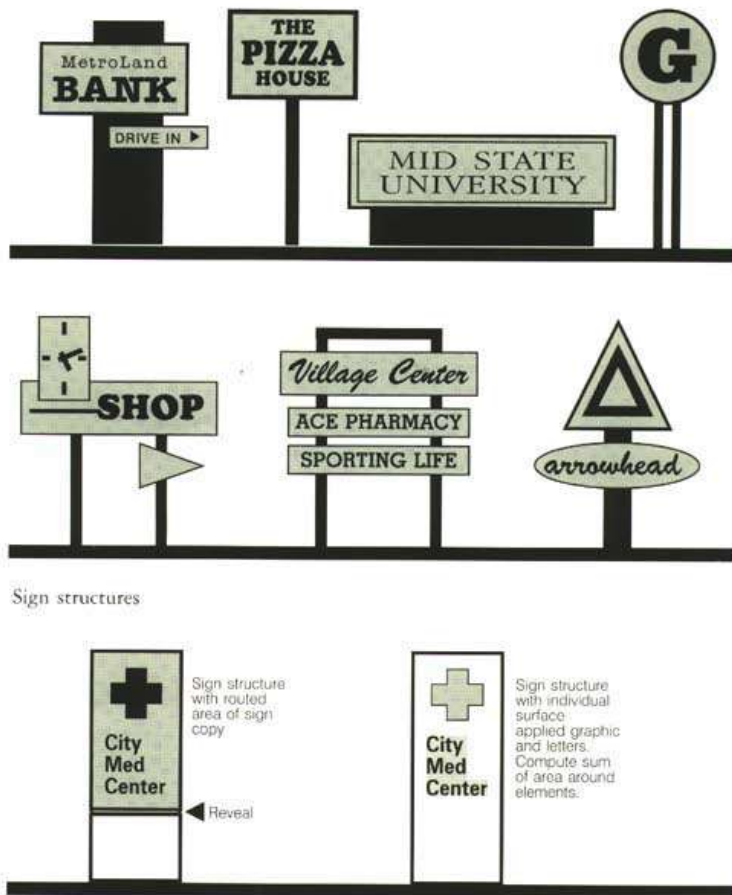 MetroLand
BANK
DRIVE IN
THE
PIZZA
HOUSE
MID STATE
UNIVERSITY
G
SHOP
Village Center
ACE PHARMACY
SPORTING LIFE
arrowhead
Sign structures
City
Med
Center
Sign structure
with routed
area of sign
copy
Reveal
City
Med
Center
Sign structure
with individual
surface
applied graphic
and letters.
Compute sum
of area around
elements.